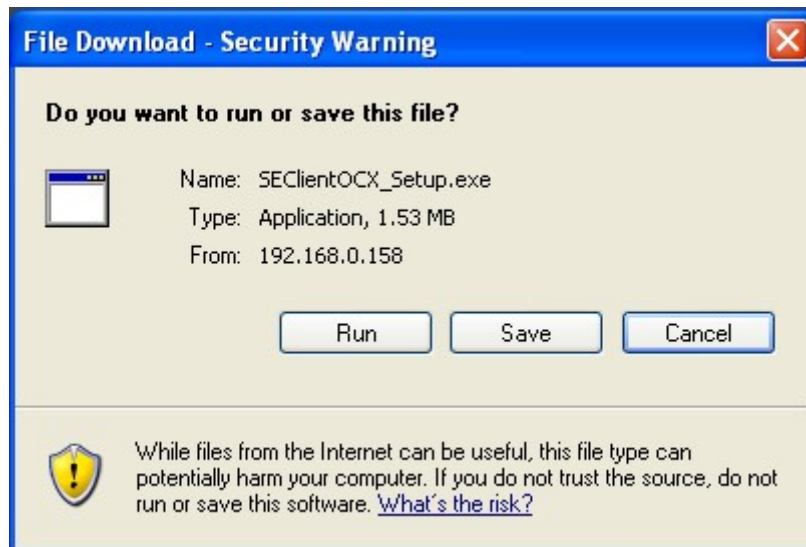 File Download - Security Warning
Do you want to run or save this file?
Name: SEClientOCX_Setup.exe
Type: Application, 1.53 MB
From: 192.168.0.158
Run Save Cancel
While files from the Internet can be useful, this file type can
potentially harm your computer. If you do not trust the source, do not
run or save this software. What's the risk?